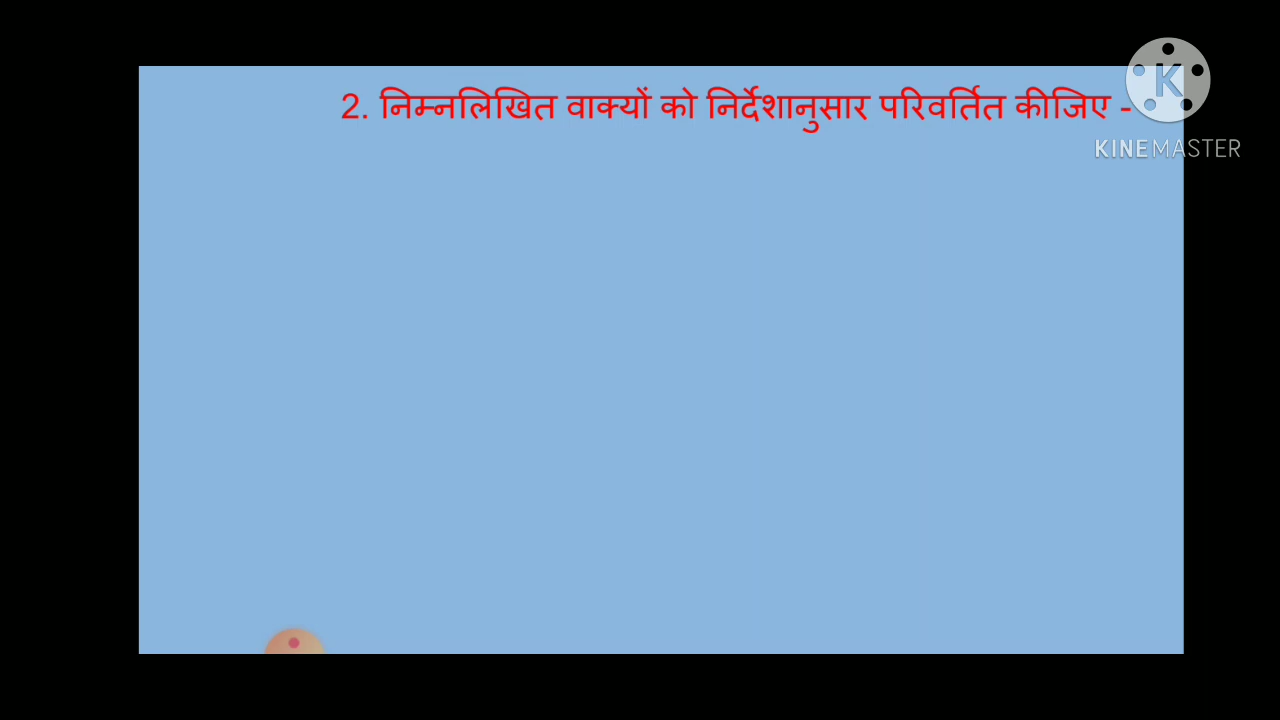 2. निम्नलिखित वाक्यों को निर्देशानुसार परिवर्तित कीजिए -
K
KINEMASTER